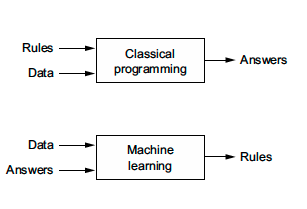 Rules
Data
Classical
programming
Answers
Data
Answers
Machine
learning
Rules